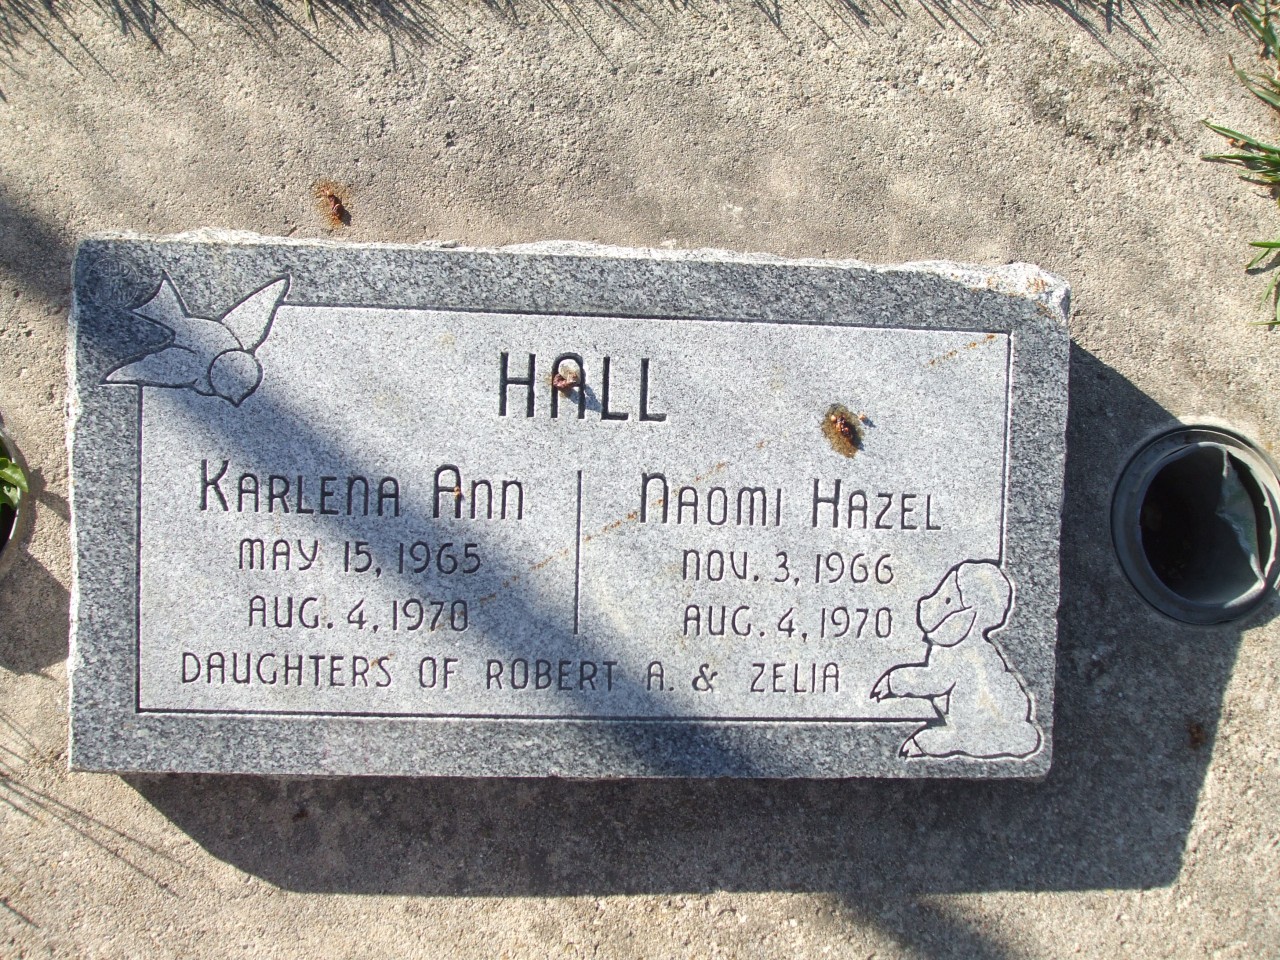 HALL
KARLENA ANN
MAY 15, 1965
AUG. 4, 1970
NAOMI HAZEL
NOV. 3, 1966
AUG. 4, 1970
DAUGHTERS OF ROBERT A. & ZELIA